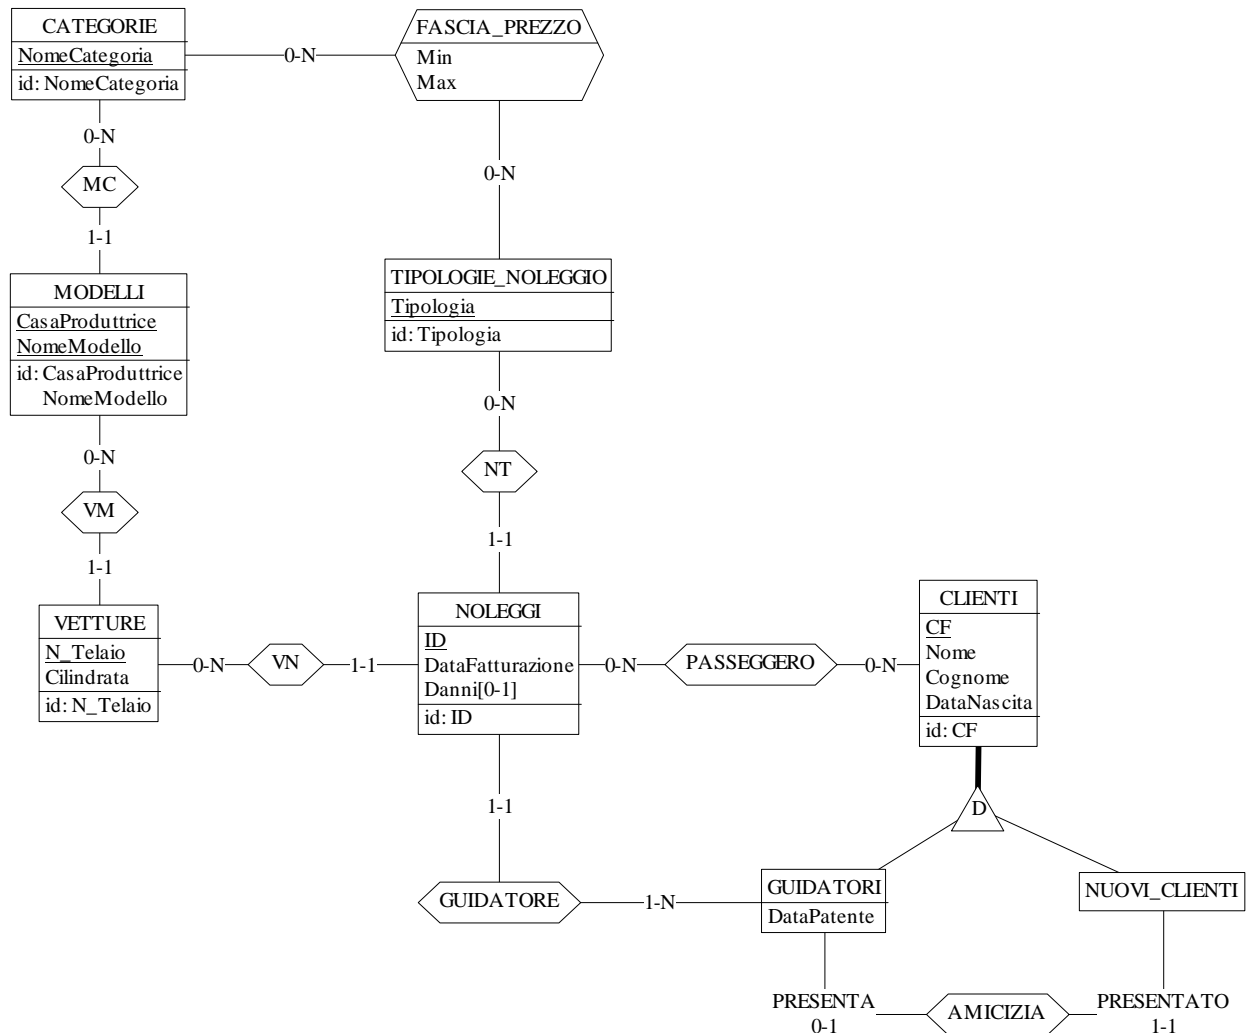 CATEGORIE
NomeCategoria
id: NomeCategoria
0-N
FASCIA_PREZZO
Min
Max
0-N
MC
1-1
0-N
MODELLI
CasaProduttrice
NomeModello
id: CasaProduttrice
NomeModello
TIPOLOGIE_NOLEGGIO
Tipologia
id: Tipologia
0-N
NT
1-1
0-N
VM
1-1
VETTURE
N_Telaio
Cilindrata
id: N_Telaio
0-N
VN
1-1
NOLEGGI
ID
DataFatturazione
Danni[0-1]
id: ID
0-N
PASSEGGERO
0-N
CLIENTI
CF
Nome
Cognome
DataNascita
id: CF
D
1-1
GUIDATORE
1-N
GUIDATORI
DataPatente
NUOVI_CLIENTI
PRESENTA
0-1
AMICIZIA
PRESENTATO
1-1